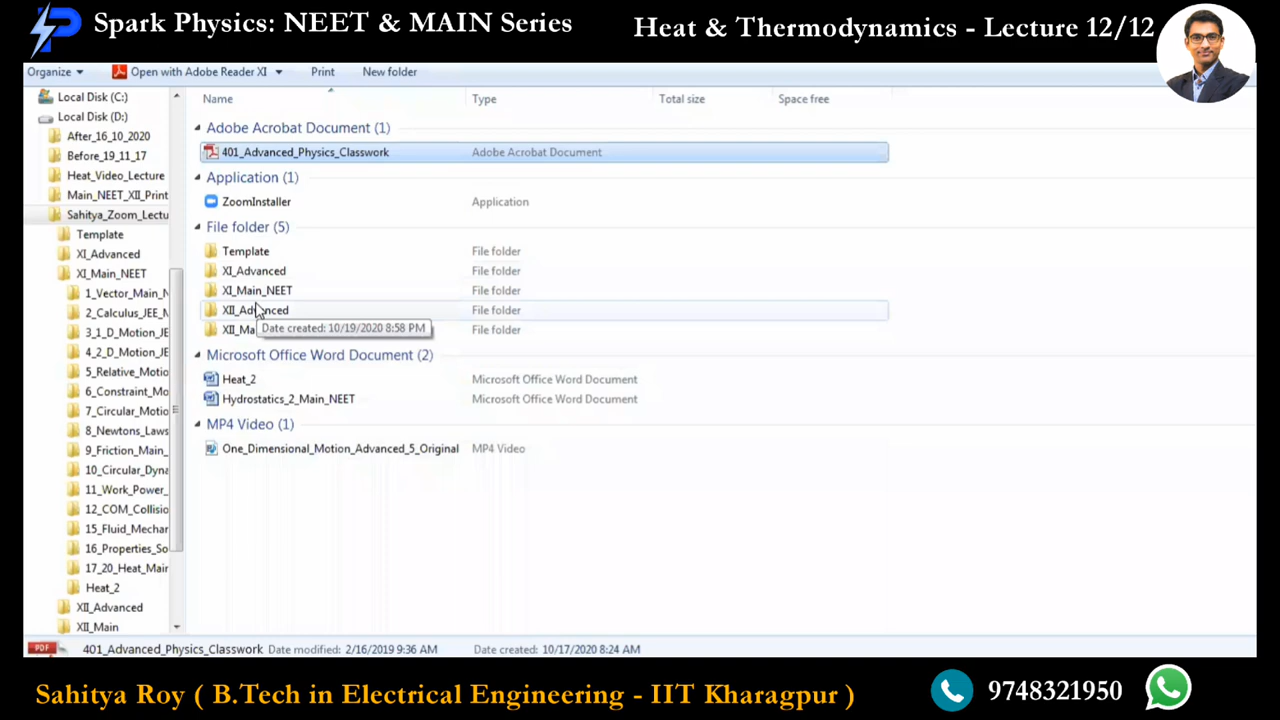 Spark Physics: NEET & MAIN Series
Heat & Thermodynamics - Lecture 12/12
Organize
Open with Adobe Reader XI
Print
New folder
Local Disk (C:)
Local Disk (D:)
After_16_10_2020
Before_19_11_17
Heat_Video_Lecture
Main_NEET_XII_Print
Sahitya_Zoom_Lectu
Template
XI_Advanced
XI_Main_NEET
1_Vector_Main_N
2_Calculus_JEE_N
3_1_D_Motion_JE
4_2_D_Motion_JE
5_Relative_Motio
6_Constraint_Mo
7_Circular_Motio
8_Newtons_Laws
9_Friction_Main_
10_Circular_Dyna
11_Work_Power_
12_COM_Collisio
15_Fluid_Mechar
16_Properties_So
17_20_Heat_Main
Heat_2
XII_Advanced
XII_Main
Name Type Total size Space free
Adobe Acrobat Document (1)
401_Advanced_Physics_Classwork Adobe Acrobat Document
Application (1)
ZoomInstaller Application
File folder (5)
Template File folder
XI_Advanced File folder
XI_Main_NEET File folder
XII_Advanced File folder
XII_Ma File folder
Date created: 10/19/2020 8:58 PM
Microsoft Office Word Document (2)
Heat_2 Microsoft Office Word Document
Hydrostatics_2_Main_NEET Microsoft Office Word Document
MP4 Video (1)
One_Dimensional_Motion_Advanced_5_Original MP4 Video
PDF
401_Advanced_Physics_Classwork Date modified: 2/16/2019 9:36 AM Date created: 10/17/2020 8:24 AM
Sahitya Roy ( B.Tech in Electrical Engineering - IIT Kharagpur )
9748321950